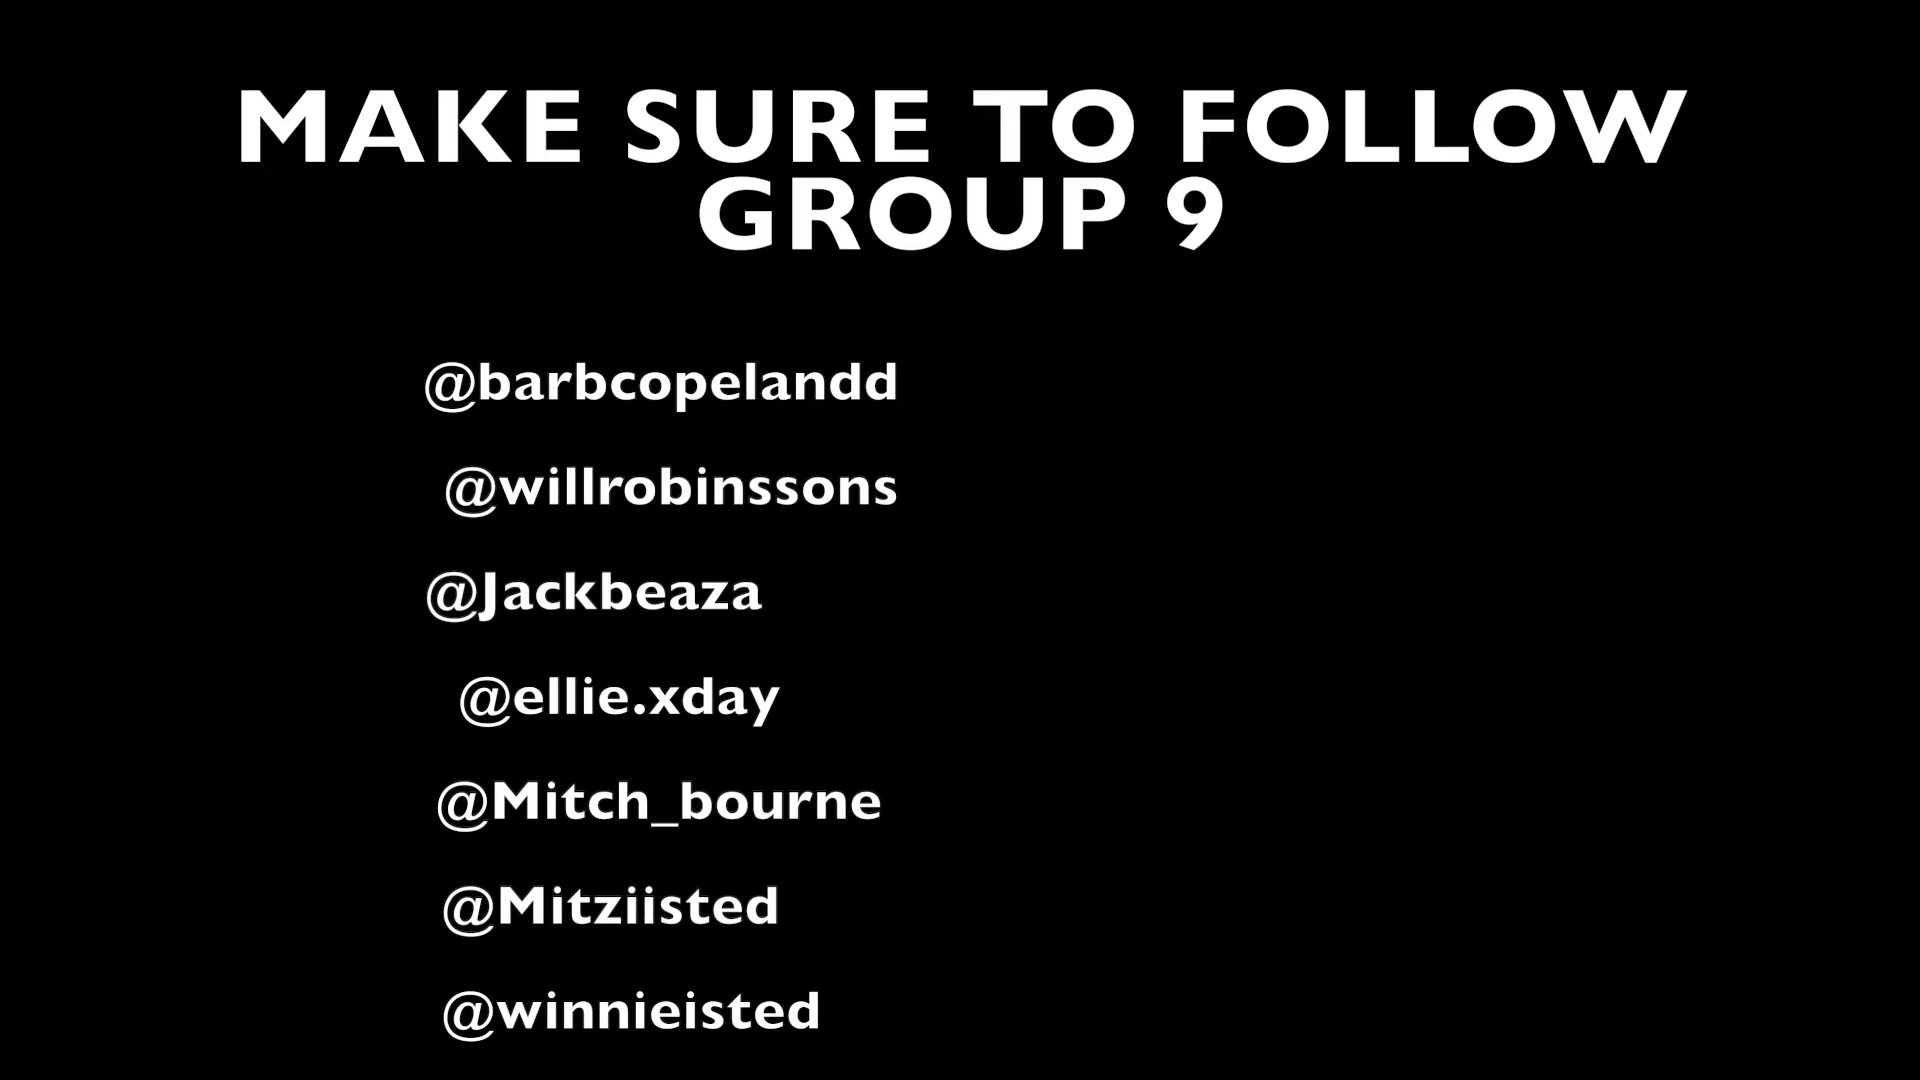 MAKE SURE TO FOLLOW
GROUP 9
@barbcopelandd
@willrobinssons
@Jackbeaza
@ellie.xday
@Mitch_bourne
@Mitziisted
@winnieisted